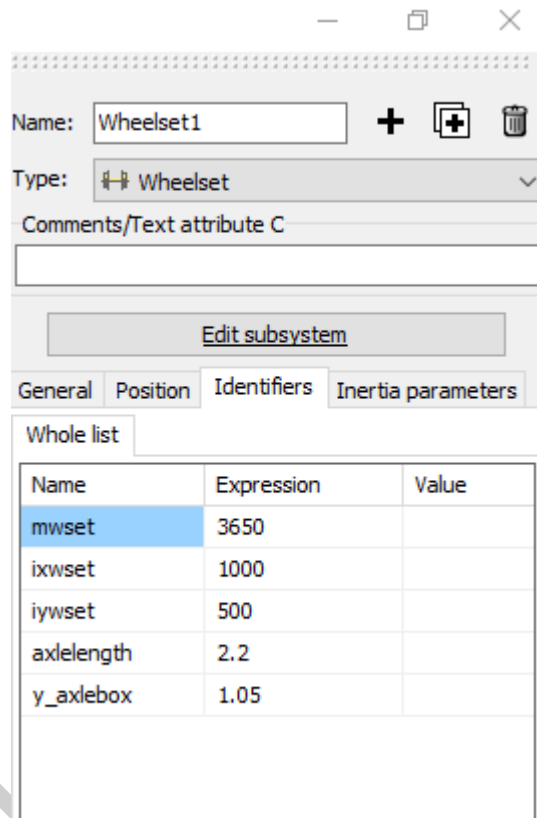 Name: Wheelset1
Type: Wheelset
Comments/Text attribute C
Edit subsystem
General Position Identifiers Inertia parameters
Whole list
Name Expression Value
mwset 3650
ixwset 1000
iywset 500
axlelength 2.2
y_axlebox 1.05